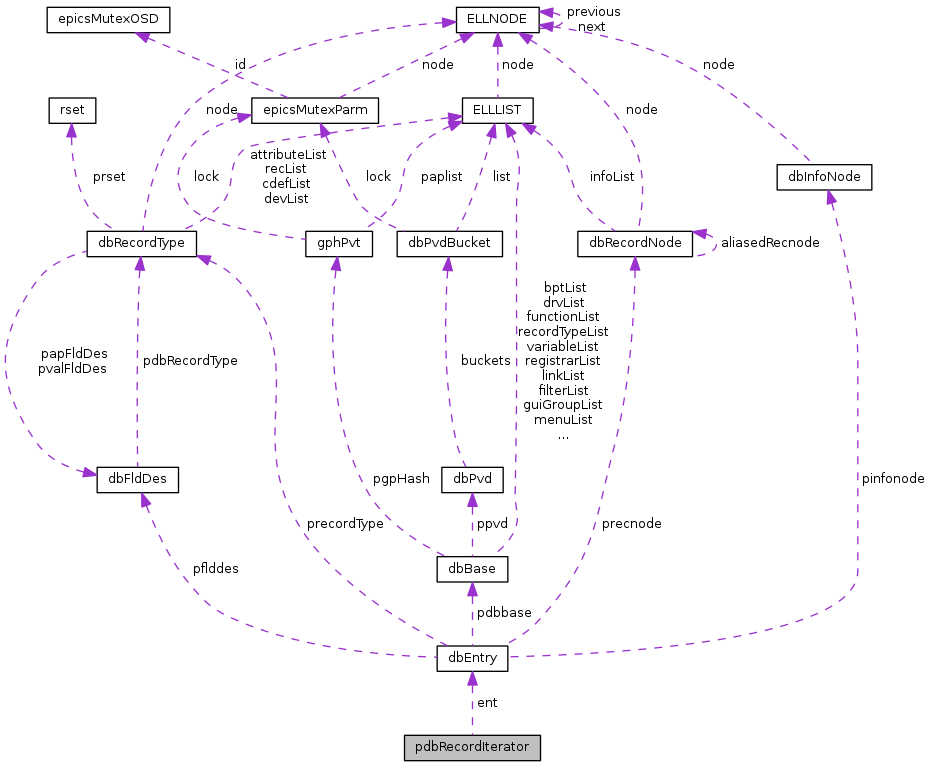 epicsMutexOSD
ELLNODE
previous
next
id
node
node
node
node
rset
node
epicsMutexParm
ELLLIST
prset
lock
attributeList
recList
cdefList
devList
lock
paplist
list
infoList
dbInfoNode
dbRecordType
gphPvt
dbPvdBucket
dbRecordNode
aliasedRecnode
papFldDes
pvalFldDes
pdbRecordType
buckets
bptList
drvList
functionList
recordTypeList
variableList
registrarList
linkList
filterList
guiGroupList
menuList
...
dbFldDes
pgpHash
dbPvd
pinfonode
precordType
ppvd
precnode
pflddes
dbBase
pdbbase
dbEntry
ent
pdbRecordIterator